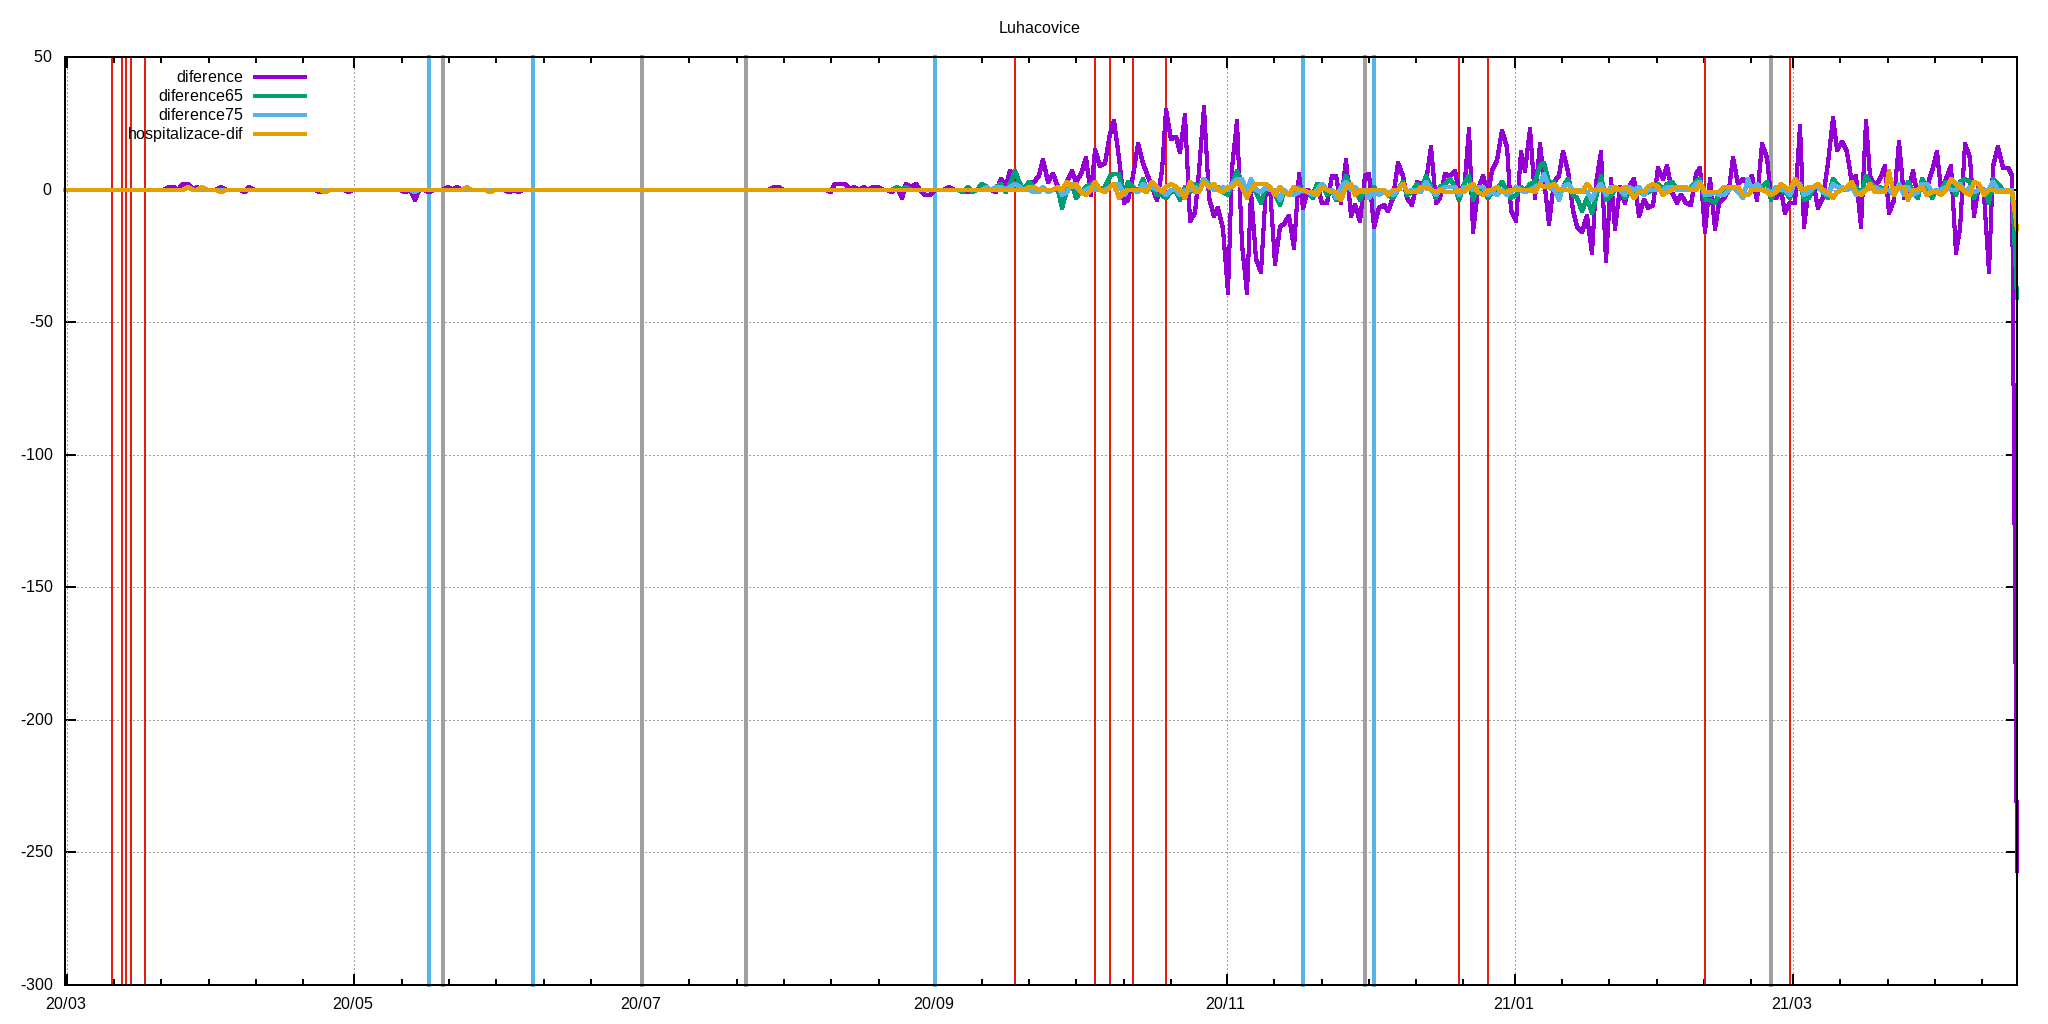 Luhacovice
50
diference
diference65
diference75
hospitalizace-dif
0
-50
-100
-150
-200
-250
-300
20/03 20/05 20/07 20/09 20/11 21/01 21/03